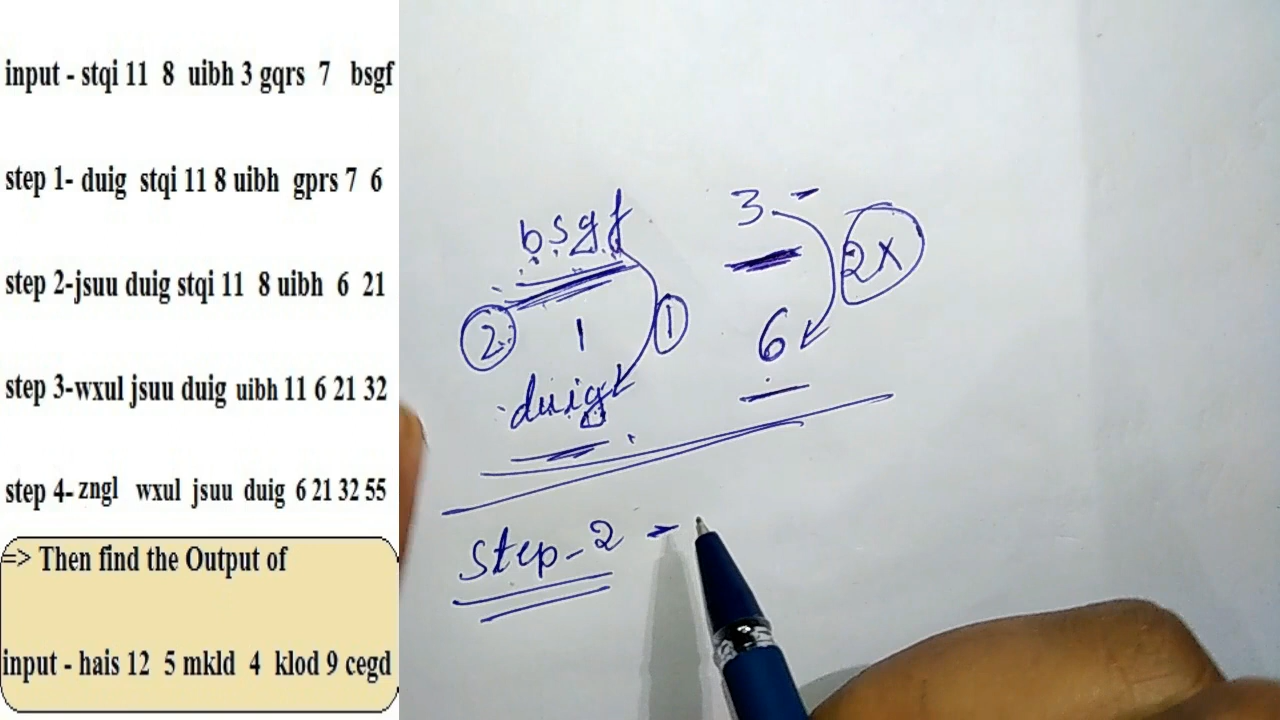 input - stqi 11 8 uibh 3 gqrs 7 bsgf
step 1- duig stqi 11 8 uibh gprs 7 6
step 2-jsuu duig stqi 11 8 uibh 6 21
step 3-wxul jsuu duig uibh 11 6 21 32
step 4- zngl wxul jsuu duig 6 21 32 55
=> Then find the Output of
input - hais 12 5 mkld 4 klod 9 cegd
bsgf 3 -
2 1 1 2x
duig 6
Step-2 -